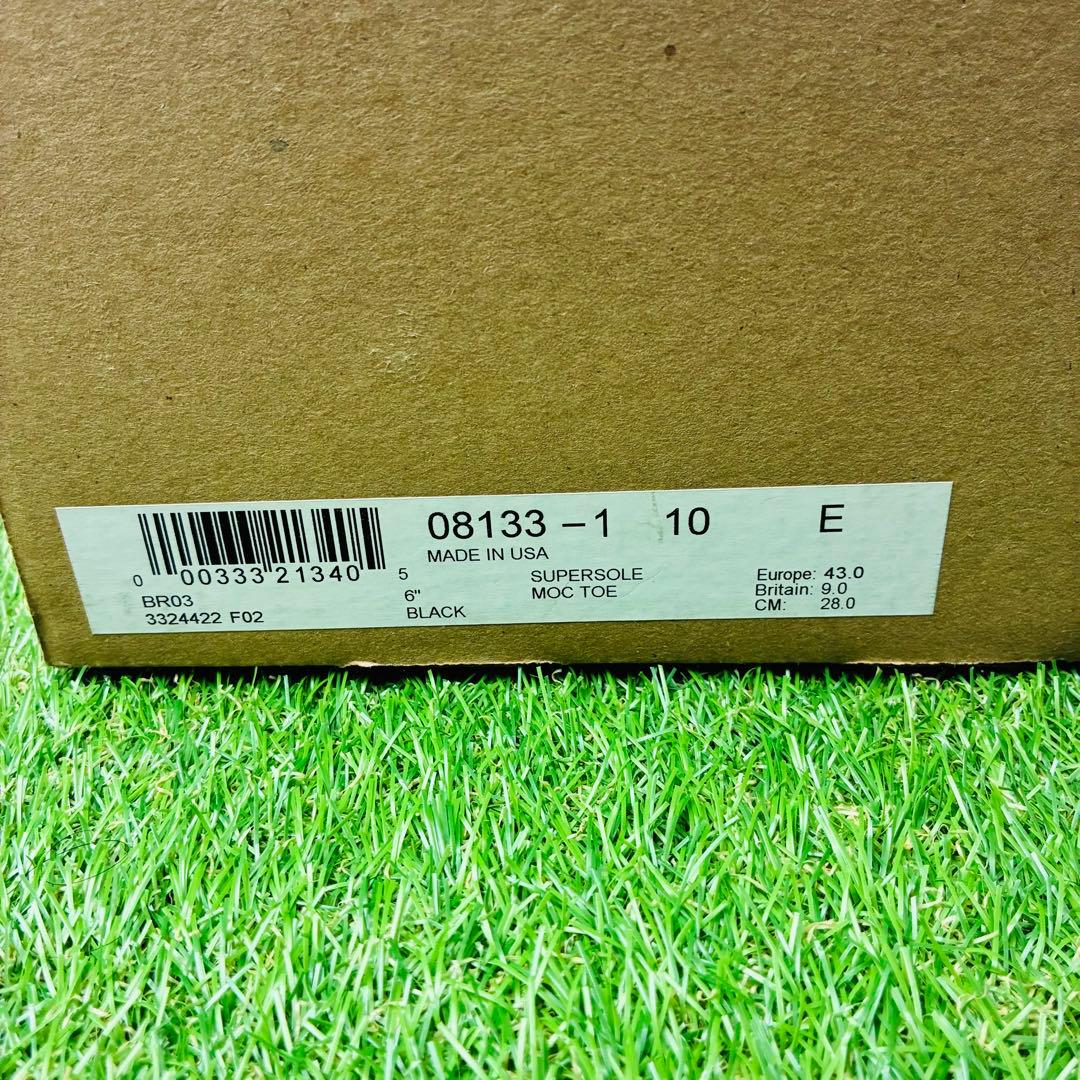 08133 – 1 10 E
MADE IN USA
0 00333 21340 5
BR03
3324422 F02
6" SUPERSOLE
BLACK MOC TOE
Europe: 43.0
Britain: 9.0
CM: 28.0